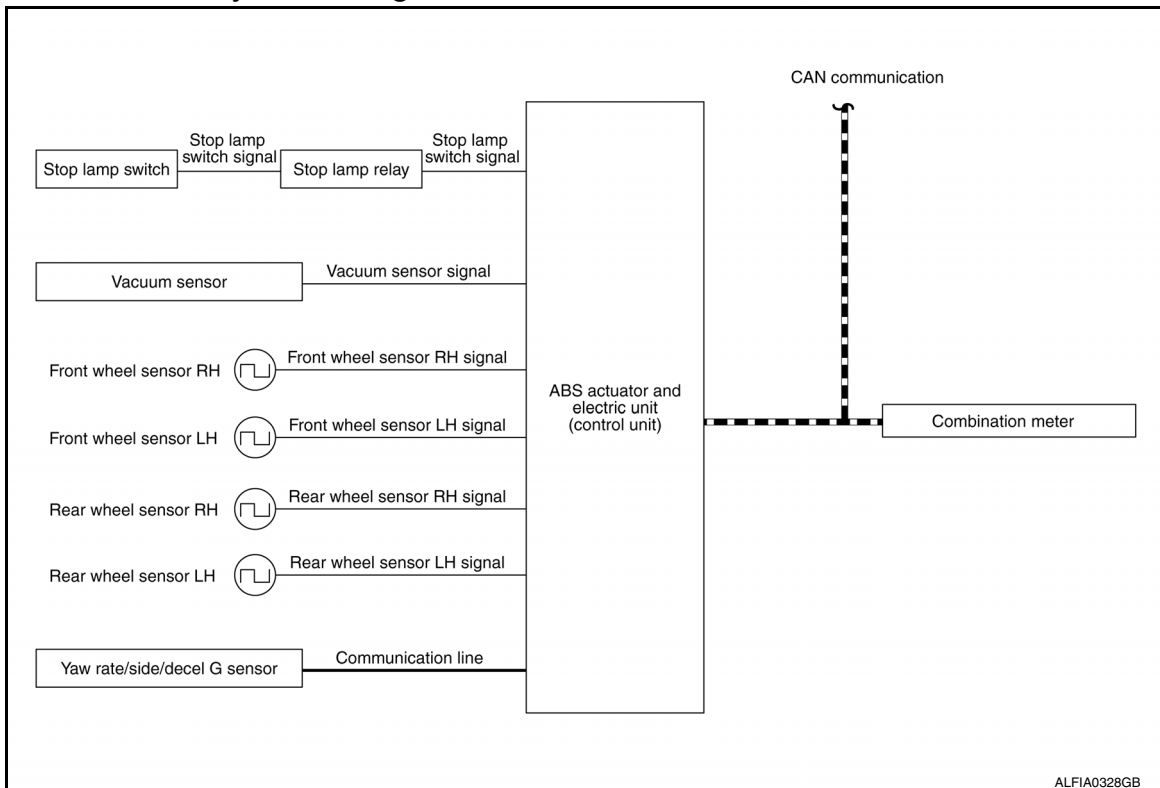 CAN communication
Stop lamp
switch signal
Stop lamp
switch signal
Stop lamp switch
Stop lamp relay
Vacuum sensor
Vacuum sensor signal
Front wheel sensor RH
Front wheel sensor RH signal
Front wheel sensor LH
Front wheel sensor LH signal
Rear wheel sensor RH
Rear wheel sensor RH signal
Rear wheel sensor LH
Rear wheel sensor LH signal
Yaw rate/side/decel G sensor
Communication line
ABS actuator and
electric unit
(control unit)
Combination meter
ALFIA0328GB